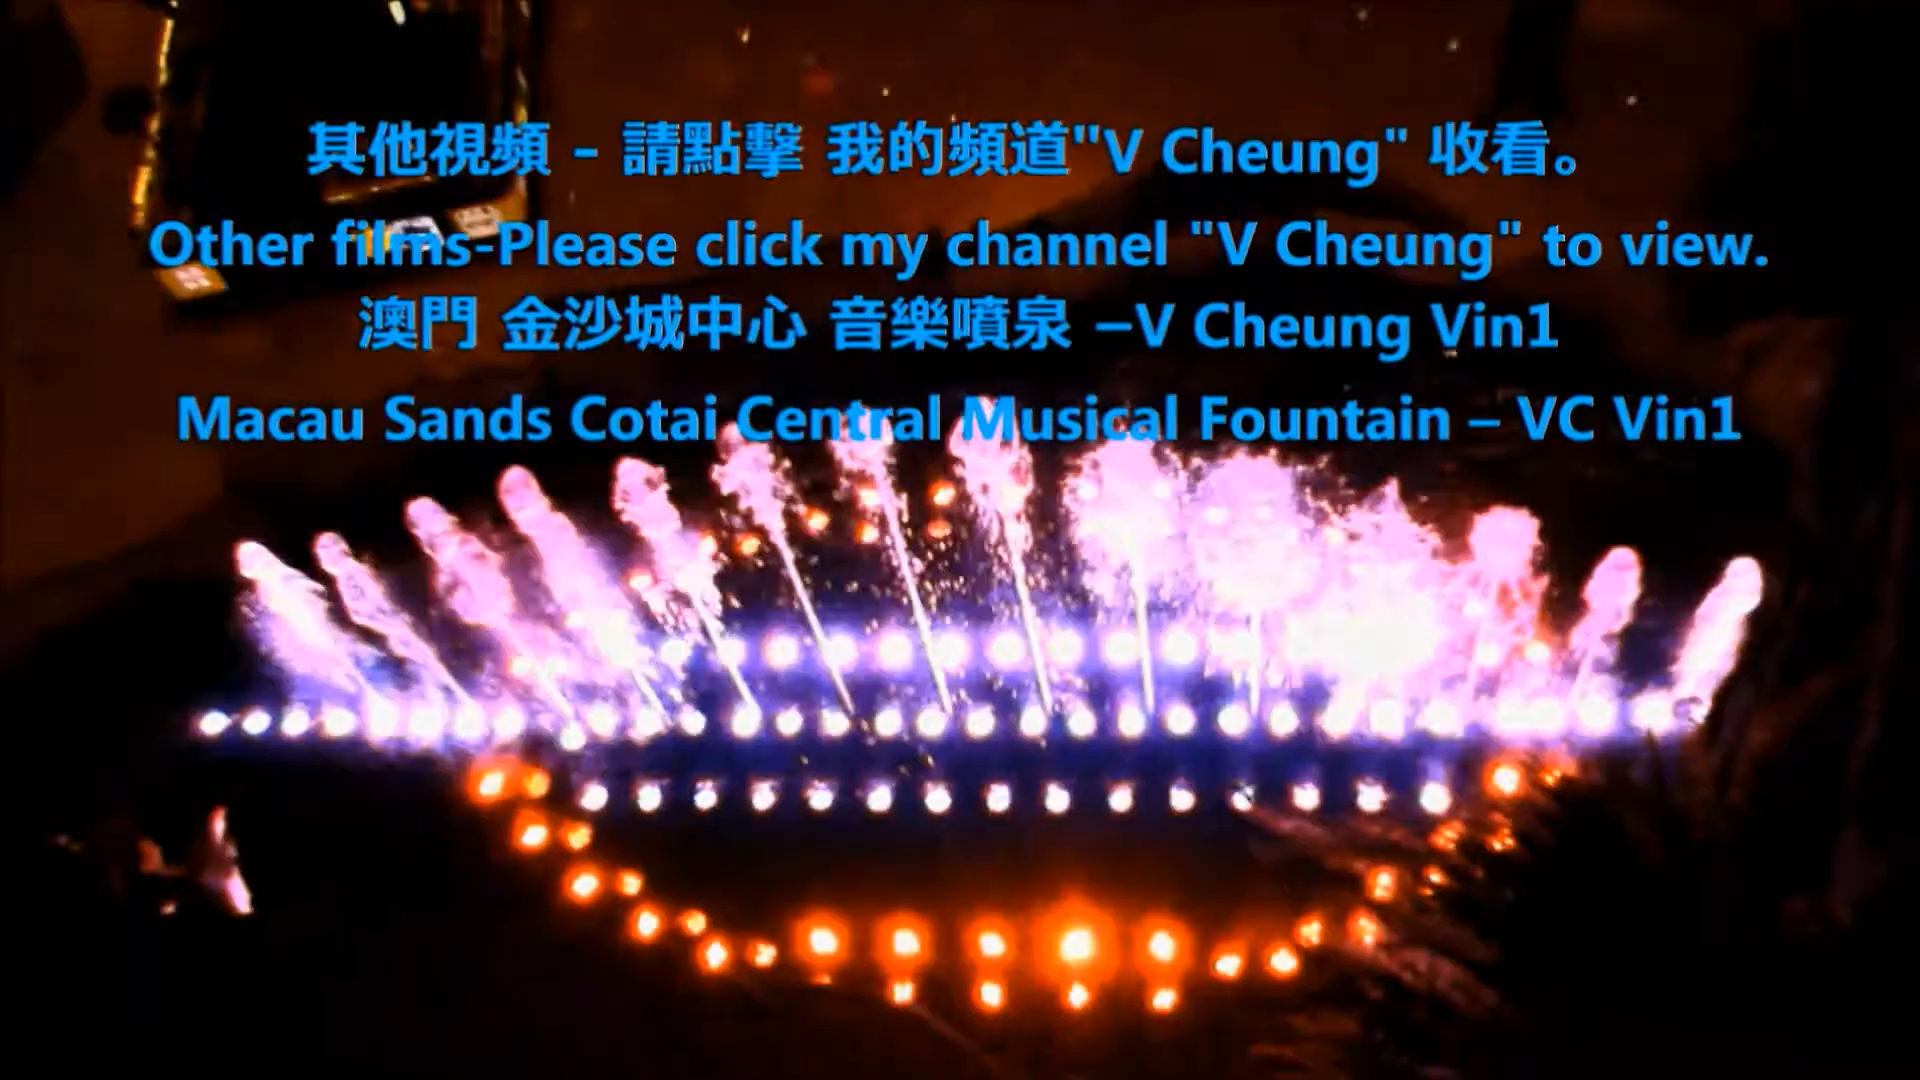 其他視頻 - 請點擊 我的頻道"V Cheung" 收看。
Other films-Please click my channel "V Cheung" to view.
澳門 金沙城中心 音樂噴泉 –V Cheung Vin1
Macau Sands Cotai Central Musical Fountain – VC Vin1